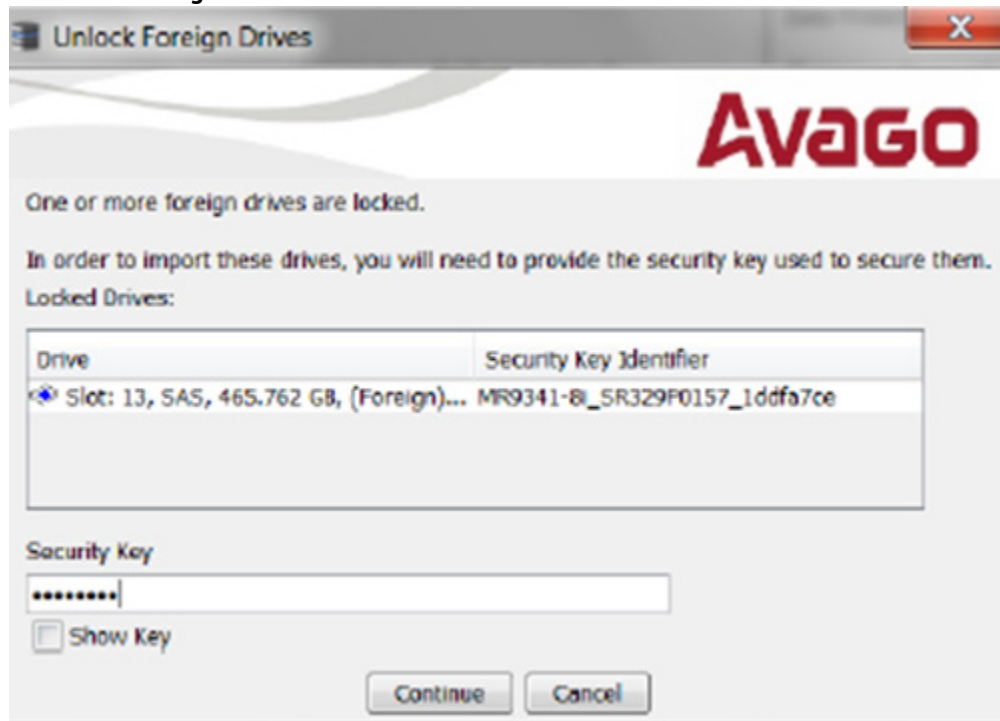 Unlock Foreign Drives
Avago
One or more foreign drives are locked.
In order to import these drives, you will need to provide the security key used to secure them.
Locked Drives:
Drive Security Key Identifier
Slot: 13, SAS, 465.762 GB, (Foreign)... MR9341-8i_SR329P0157_1ddfa7ce
Security Key
••••••••
Show Key
Continue Cancel